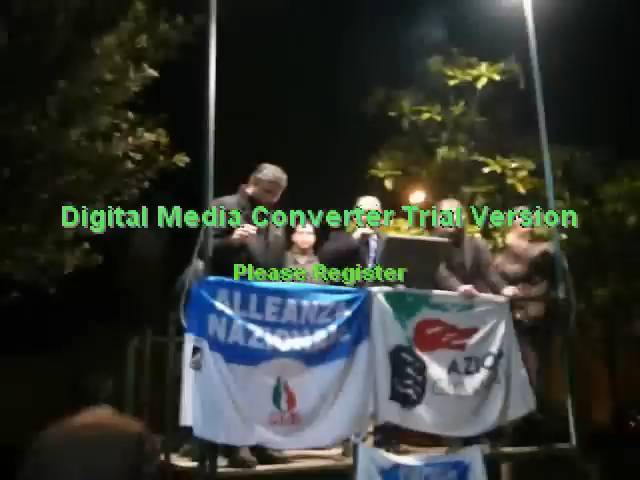 Digital Media Converter Trial Version
Please Register
ALLEANZA
NAZIONALE
AZIO